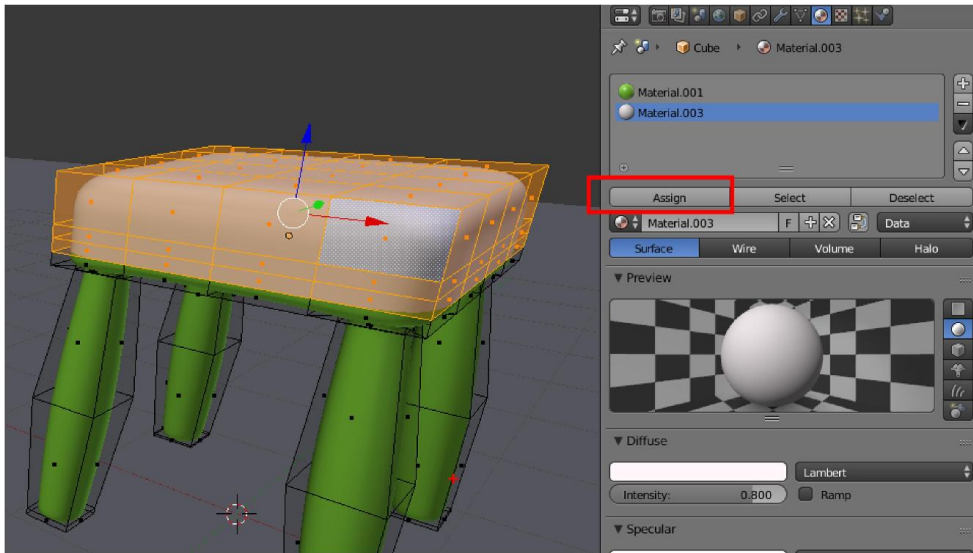 Cube Material.003
Material.001
Material.003
Assign Select Deselect
Material.003 F Data
Surface Wire Volume Halo
Preview
Diffuse
Lambert
Intensity: 0.800 Ramp
Specular